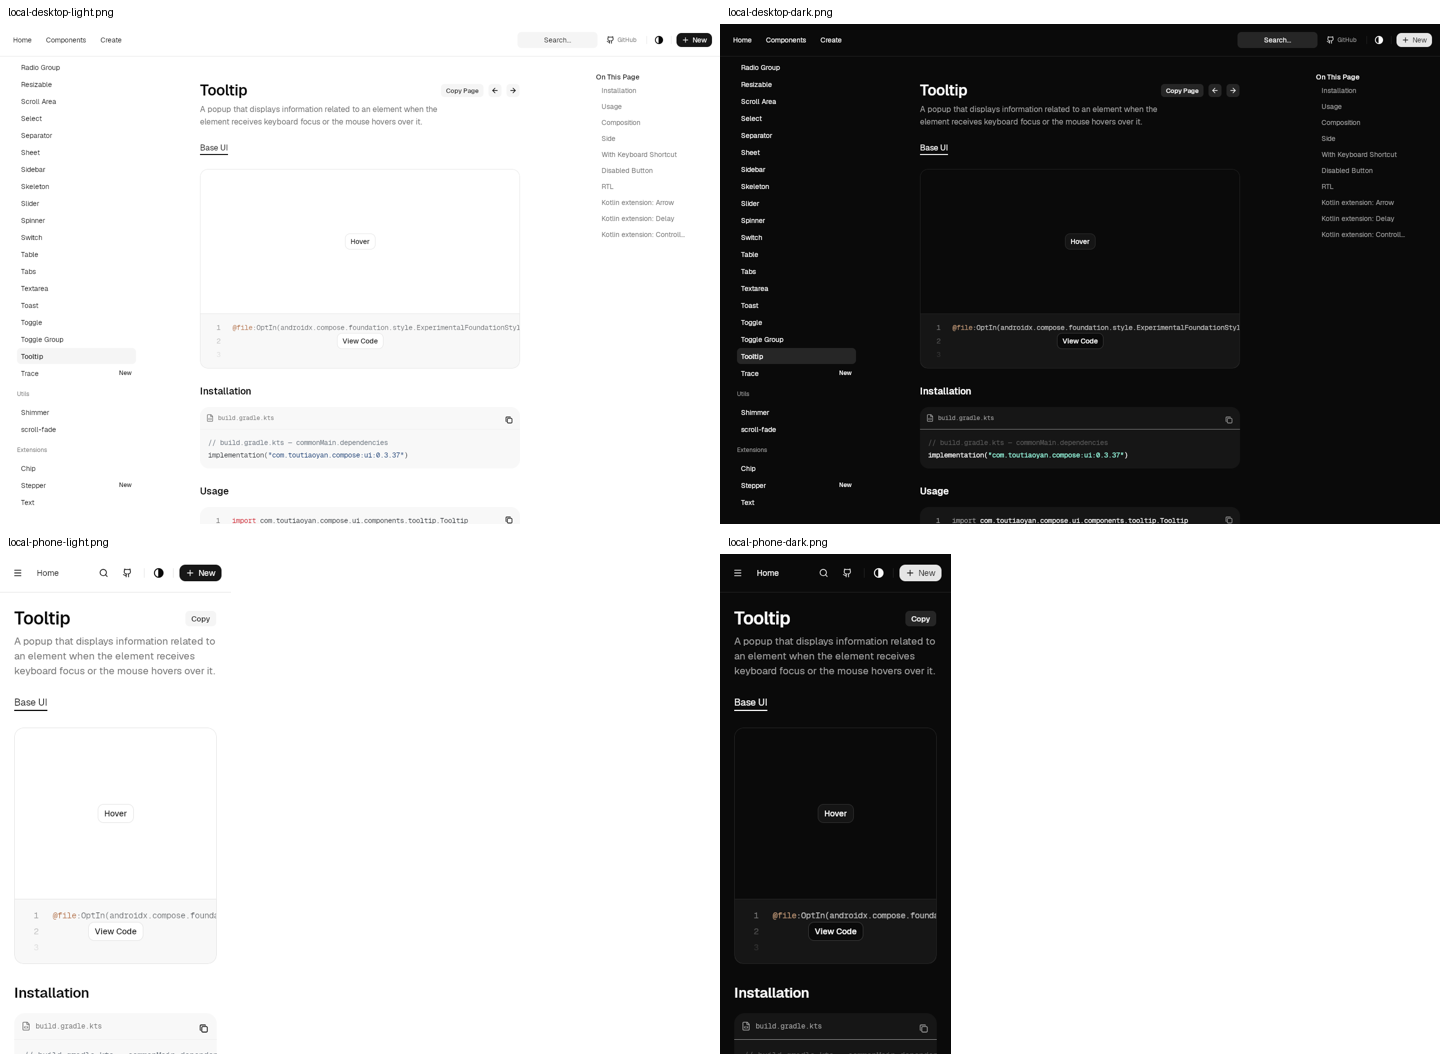 local-desktop-light.png
Home Components Create Search... GitHub New
Radio Group
Resizable
Scroll Area
Select
Separator
Sheet
Sidebar
Skeleton
Slider
Spinner
Switch
Table
Tabs
Textarea
Toast
Toggle
Toggle Group
Tooltip
Trace New
Utils
Shimmer
scroll-fade
Extensions
Chip
Stepper New
Text
Tooltip
Copy Page
A popup that displays information related to an element when the
element receives keyboard focus or the mouse hovers over it.
Base UI
Hover
1 @file:OptIn(androidx.compose.foundation.style.ExperimentalFoundationStyl
2
View Code
3
Installation
build.gradle.kts
// build.gradle.kts — commonMain.dependencies
implementation("com.toutiaoyan.compose:ui:0.3.37")
Usage
1 import com.toutiaoyan.compose.ui.components.tooltip.Tooltip
On This Page
Installation
Usage
Composition
Side
With Keyboard Shortcut
Disabled Button
RTL
Kotlin extension: Arrow
Kotlin extension: Delay
Kotlin extension: Controll...
local-desktop-dark.png
Home Components Create Search... GitHub New
Radio Group
Resizable
Scroll Area
Select
Separator
Sheet
Sidebar
Skeleton
Slider
Spinner
Switch
Table
Tabs
Textarea
Toast
Toggle
Toggle Group
Tooltip
Trace New
Utils
Shimmer
scroll-fade
Extensions
Chip
Stepper New
Text
Tooltip
Copy Page
A popup that displays information related to an element when the
element receives keyboard focus or the mouse hovers over it.
Base UI
Hover
1 @file:OptIn(androidx.compose.foundation.style.ExperimentalFoundationStyl
2
View Code
3
Installation
build.gradle.kts
// build.gradle.kts — commonMain.dependencies
implementation("com.toutiaoyan.compose:ui:0.3.37")
Usage
1 import com.toutiaoyan.compose.ui.components.tooltip.Tooltip
On This Page
Installation
Usage
Composition
Side
With Keyboard Shortcut
Disabled Button
RTL
Kotlin extension: Arrow
Kotlin extension: Delay
Kotlin extension: Controll...
local-phone-light.png
Home New
Tooltip
Copy
A popup that displays information related to
an element when the element receives
keyboard focus or the mouse hovers over it.
Base UI
Hover
1 @file:OptIn(androidx.compose.founda
2
View Code
3
Installation
build.gradle.kts
local-phone-dark.png
Home New
Tooltip
Copy
A popup that displays information related to
an element when the element receives
keyboard focus or the mouse hovers over it.
Base UI
Hover
1 @file:OptIn(androidx.compose.founda
2
View Code
3
Installation
build.gradle.kts